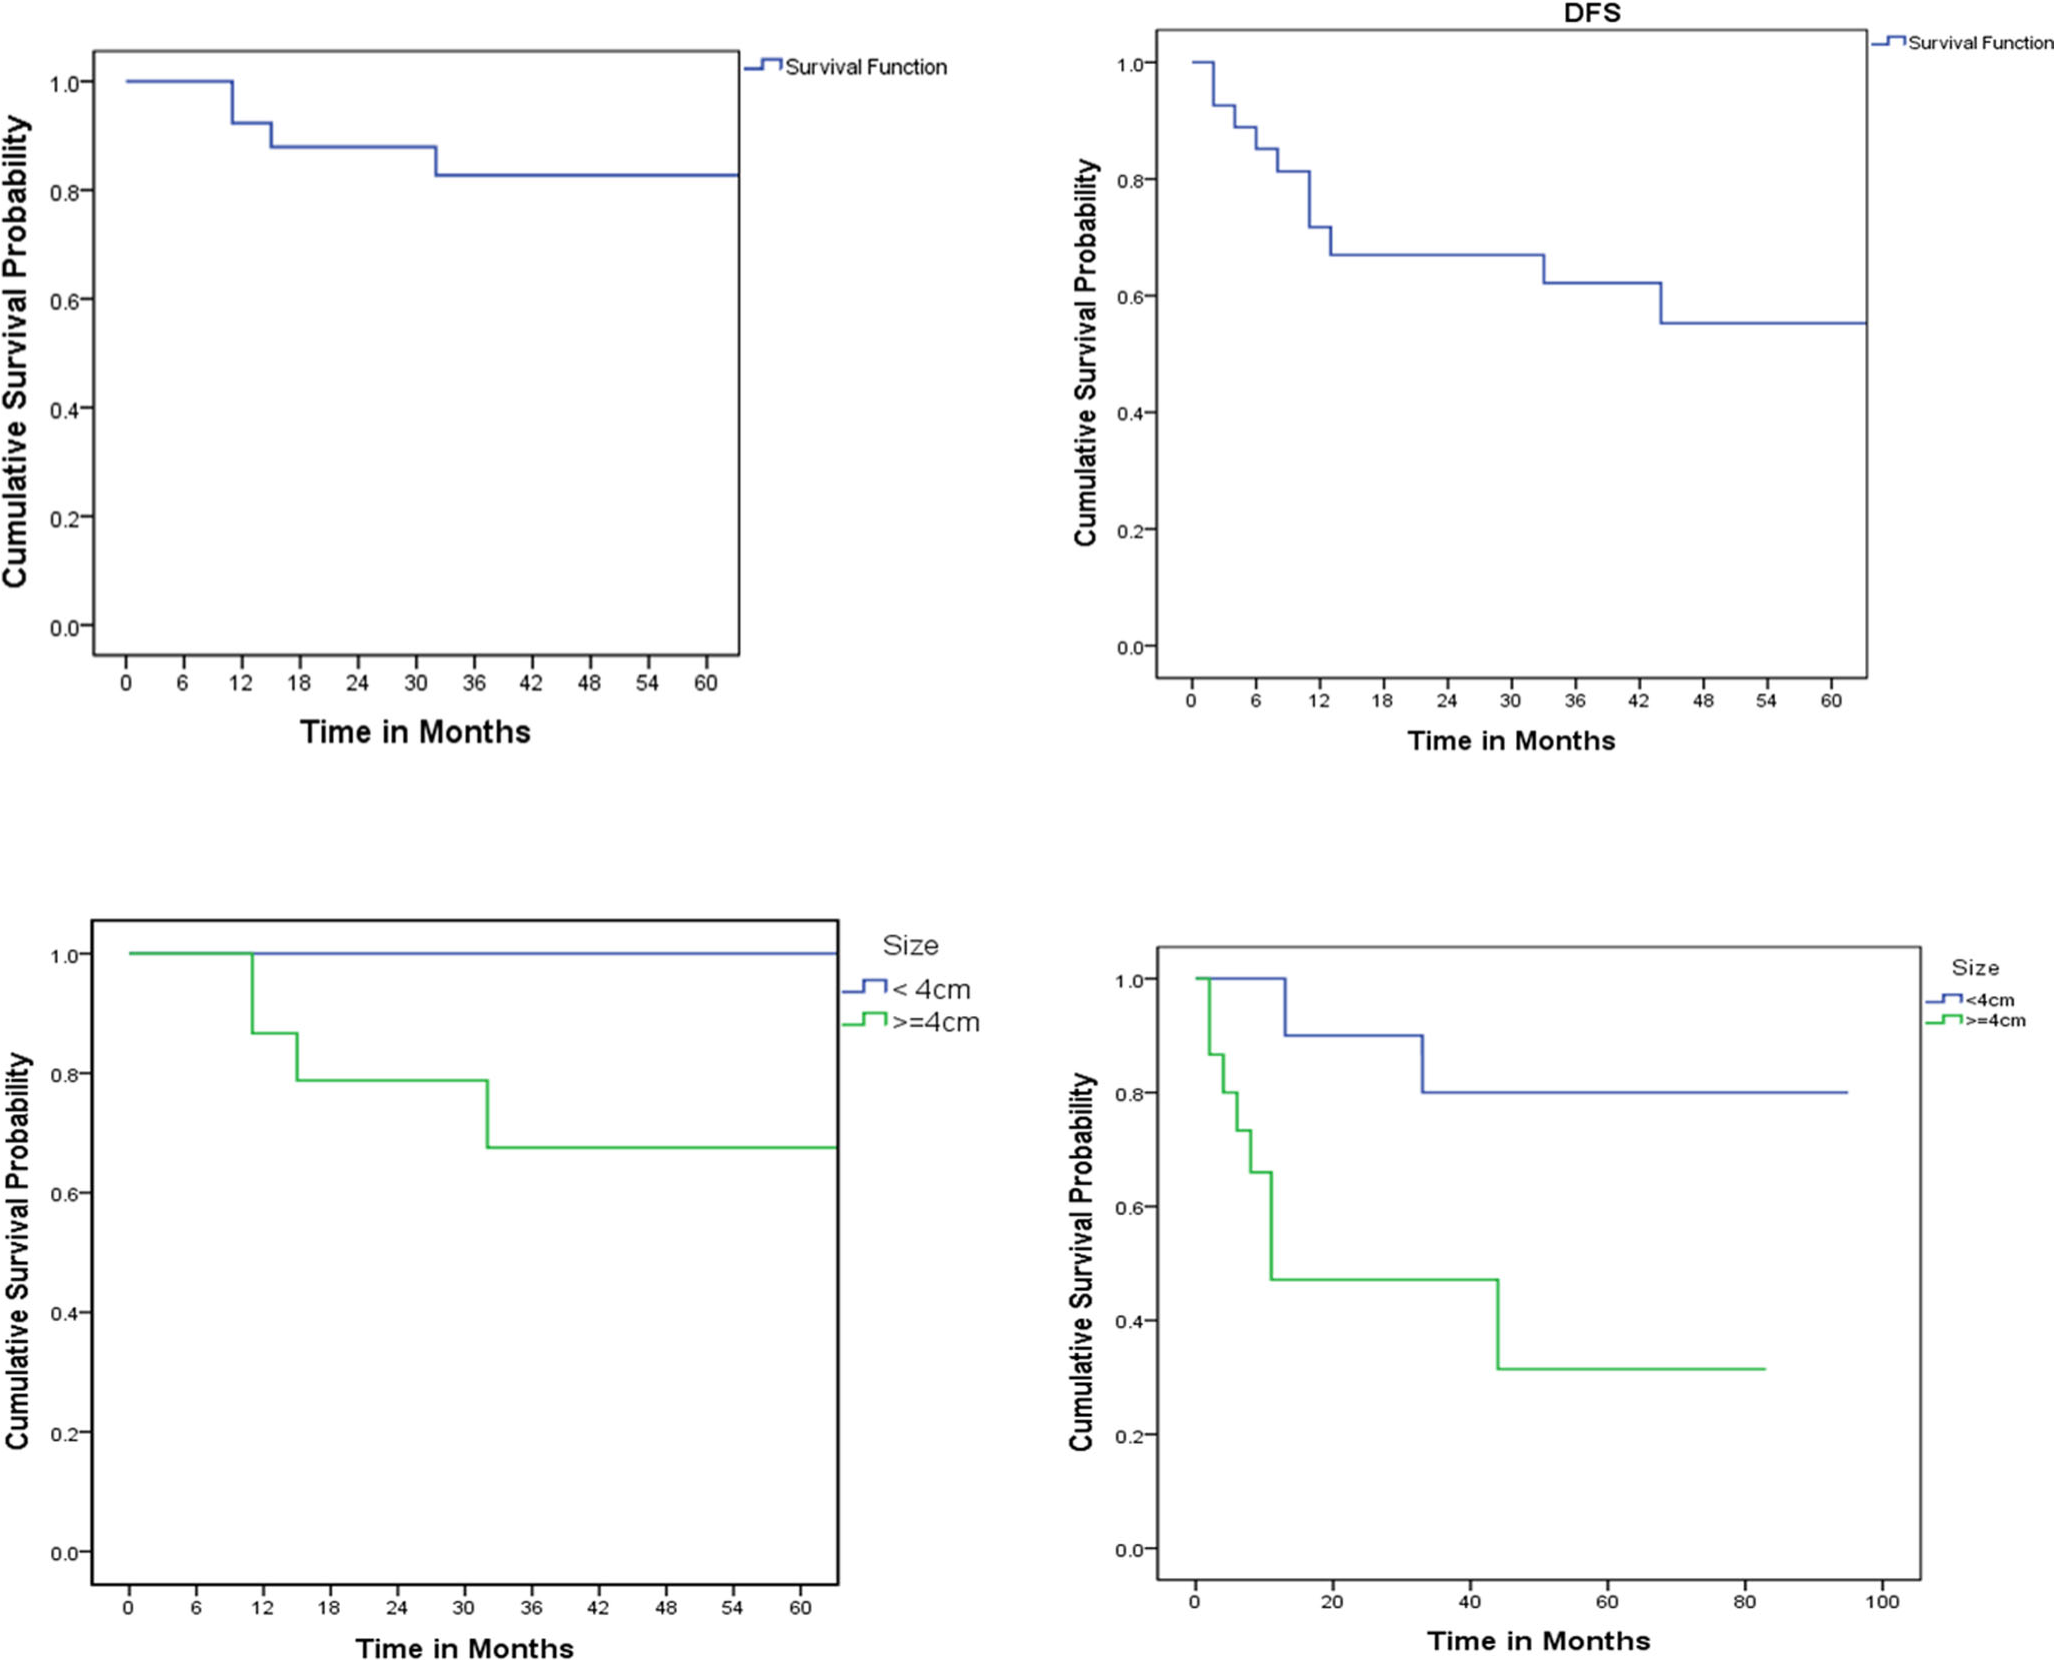 Survival Function
1.0
0.8
0.6
0.4
0.2
0.0
Cumulative Survival Probability
0 6 12 18 24 30 36 42 48 54 60
Time in Months
DFS
Survival Function
1.0
0.8
0.6
0.4
0.2
0.0
Cumulative Survival Probability
0 6 12 18 24 30 36 42 48 54 60
Time in Months
Size
< 4cm
>=4cm
1.0
0.8
0.6
0.4
0.2
0.0
Cumulative Survival Probability
0 6 12 18 24 30 36 42 48 54 60
Time in Months
Size
<4cm
>=4cm
1.0
0.8
0.6
0.4
0.2
0.0
Cumulative Survival Probability
0 20 40 60 80 100
Time in Months